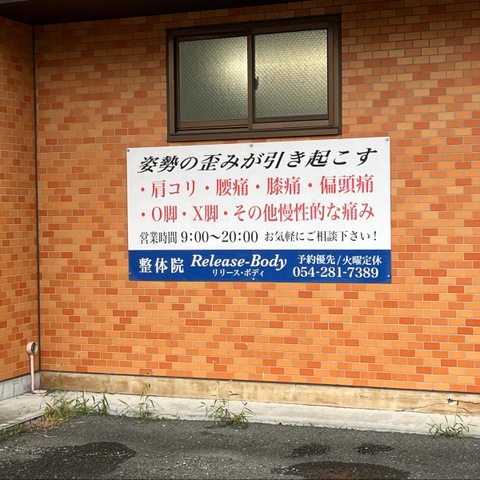 姿勢の歪みが引き起こす
・肩コリ・腰痛・膝痛・偏頭痛
・O脚・X脚・その他慢性的な痛み
営業時間 9:00〜20:00 お気軽にご相談下さい!
整体院 Release-Body 予約優先/火曜定休
リリース・ボディ 054-281-7389